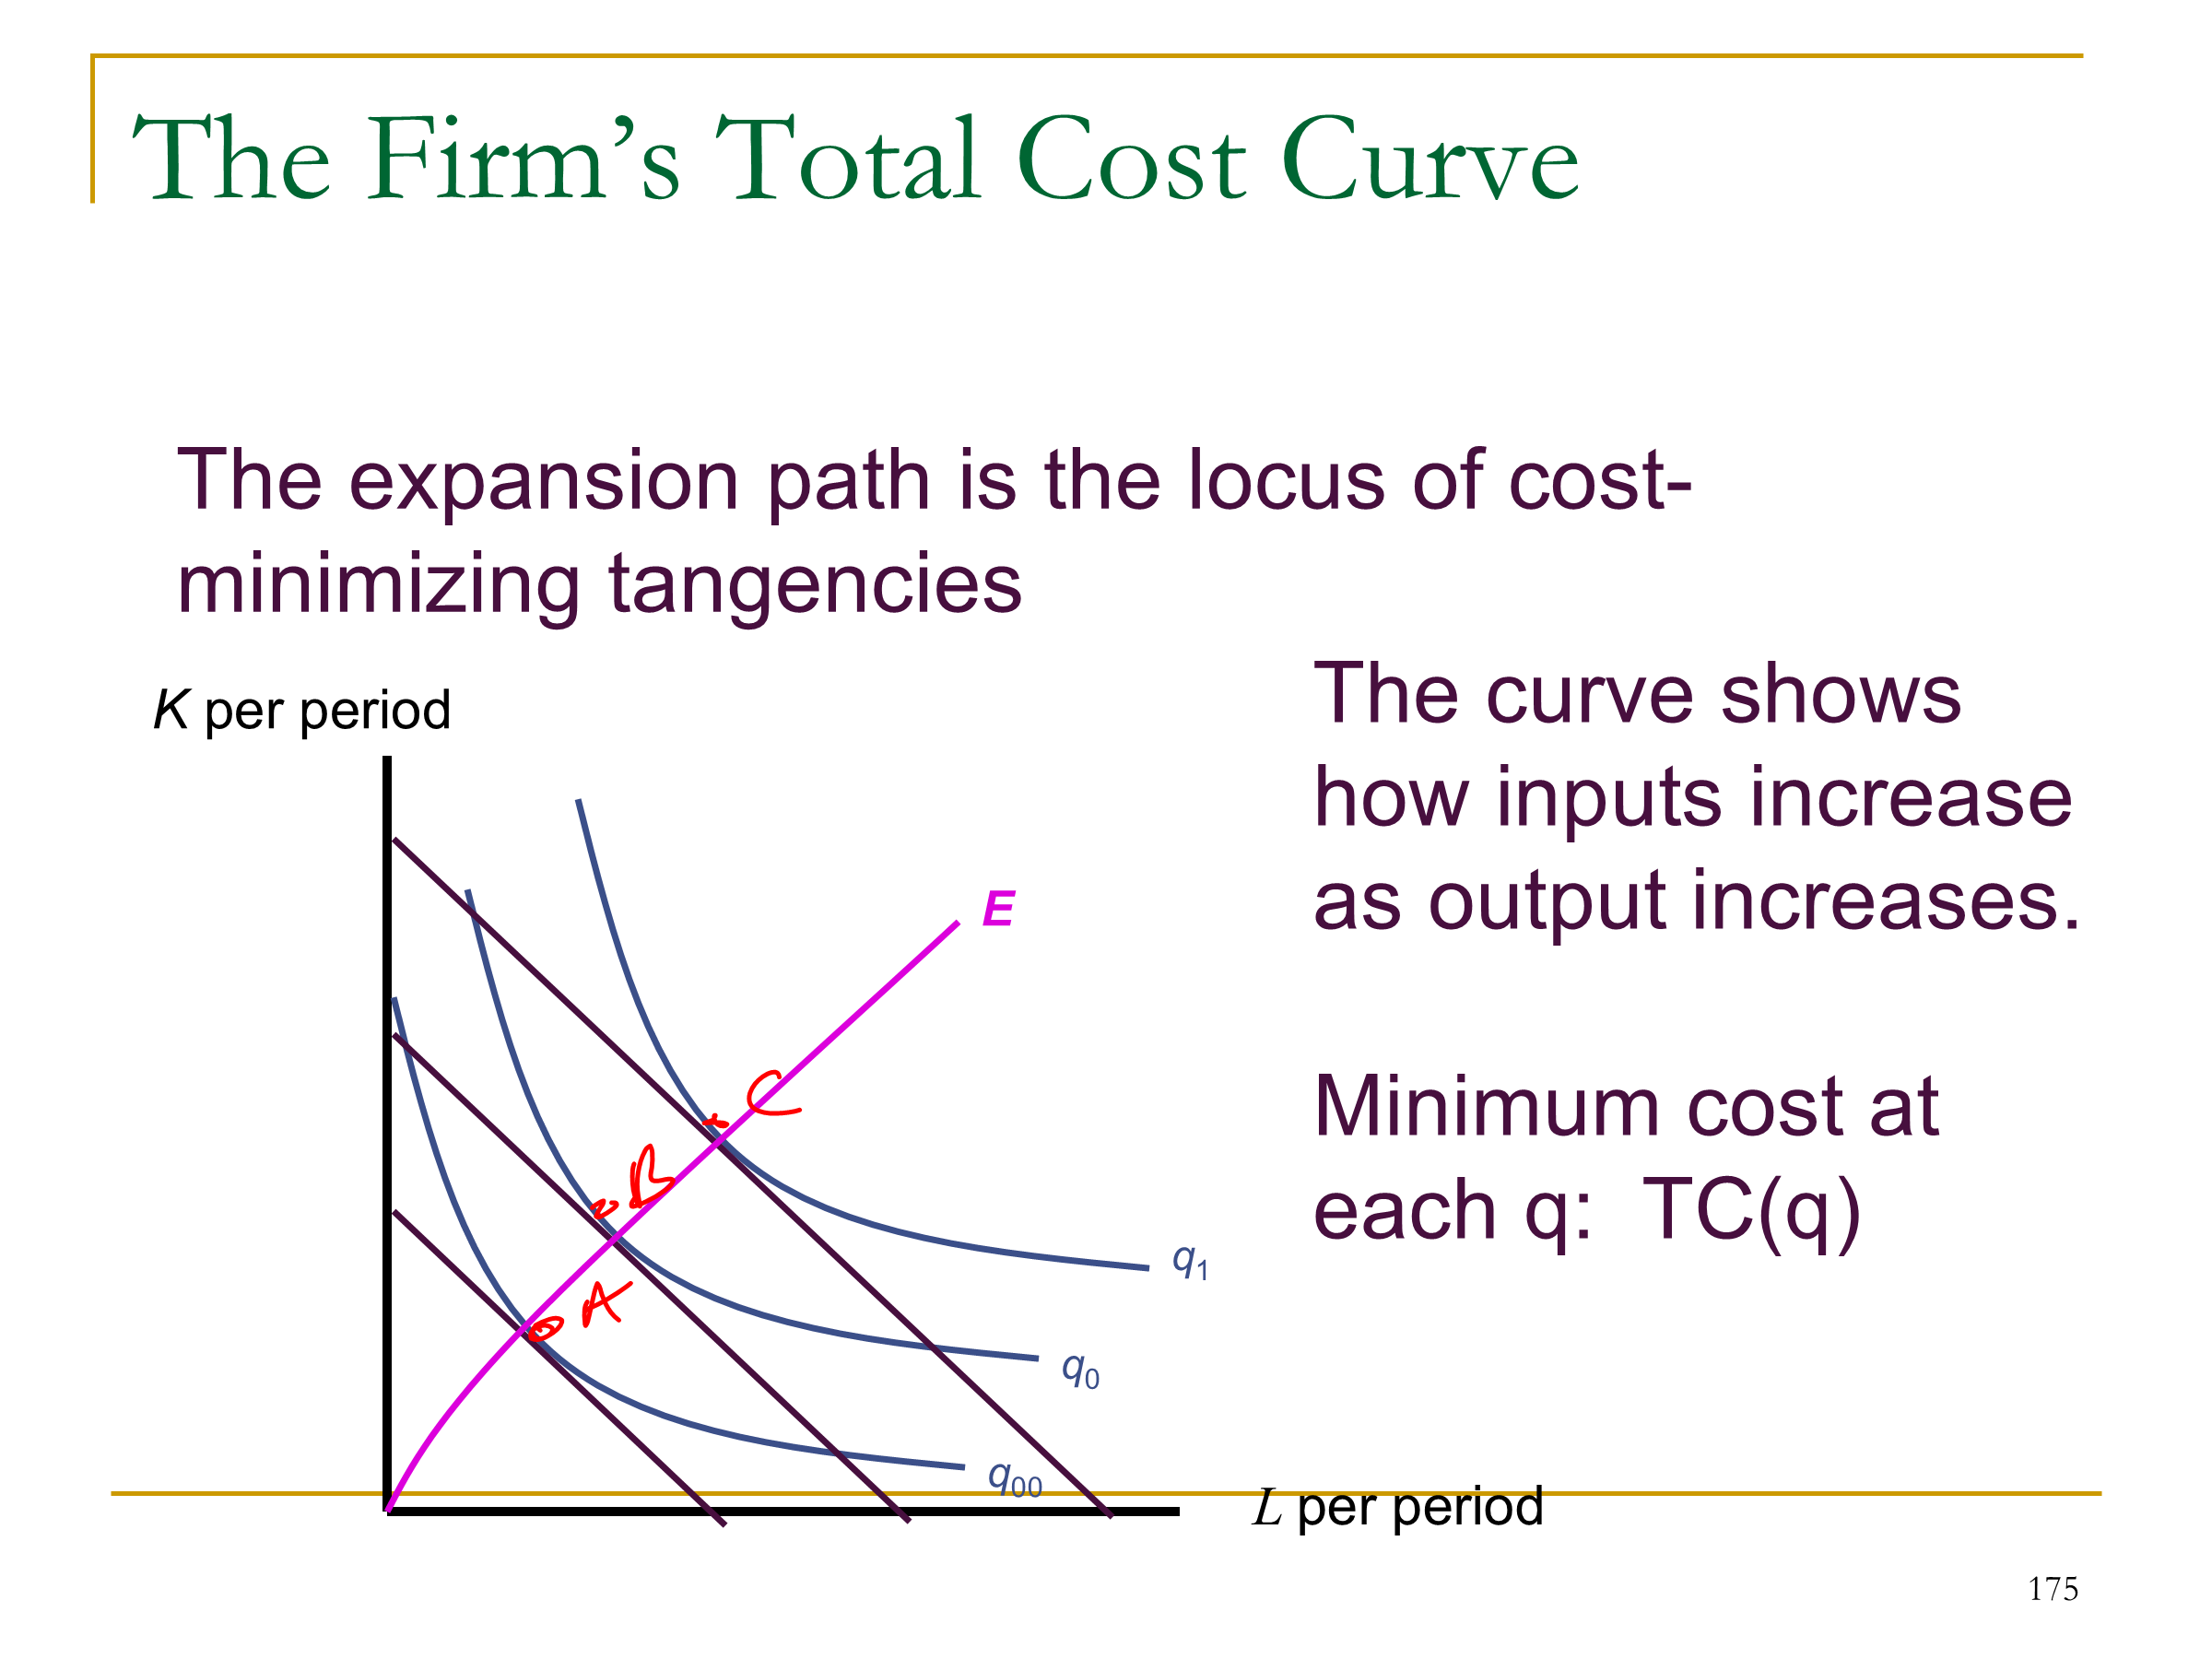 The Firm’s Total Cost Curve
The expansion path is the locus of cost-
minimizing tangencies
The curve shows
how inputs increase
as output increases.
Minimum cost at
each q:  TC(q)
K per period
E
C
B
A
q1
q0
q00
L per period
175